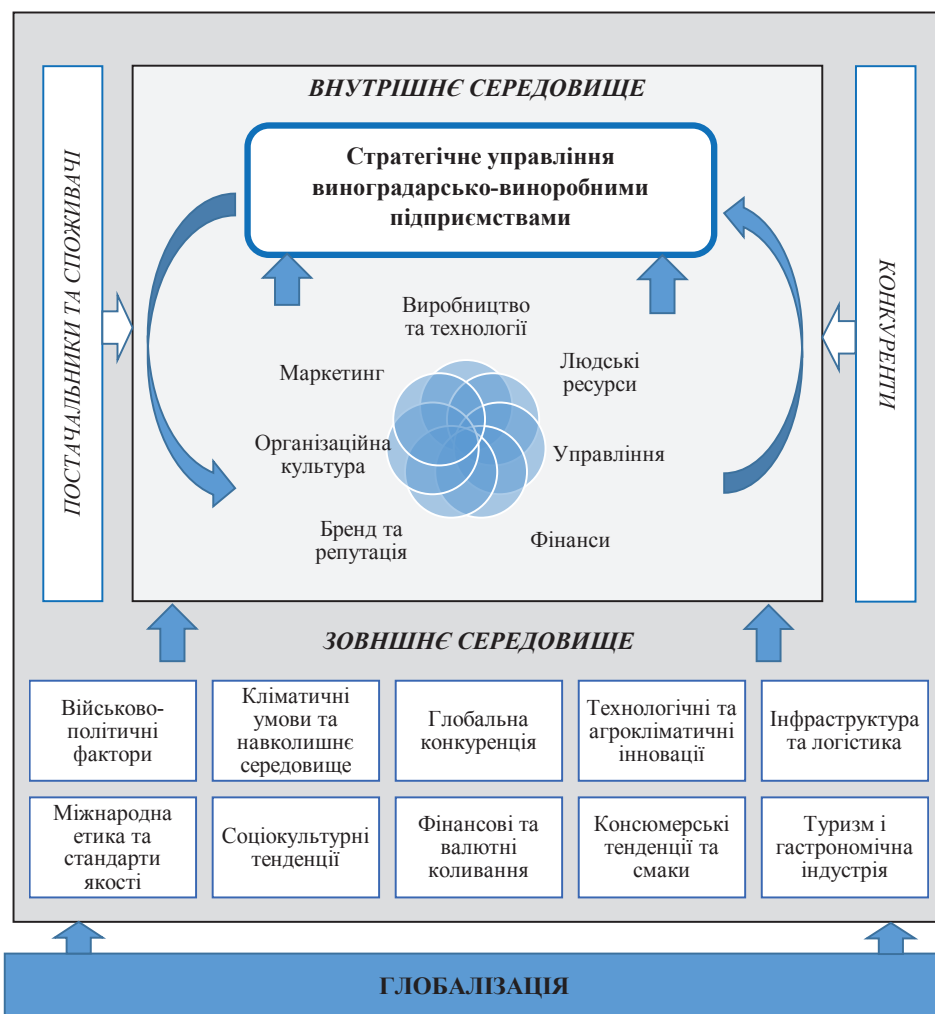 ВНУТРІШНЄ СЕРЕДОВИЩЕ
Стратегічне управління
виноградарсько-виноробними
підприємствами
ПОСТАЧАЛЬНИКИ ТА СПОЖИВАЧІ
КОНКУРЕНТИ
Виробництво
та технології
Маркетинг
Людські
ресурси
Організаційна
культура
Управління
Бренд та
репутація
Фінанси
ЗОВНШНЄ СЕРЕДОВИЩЕ
Військово-
політичні
фактори
Кліматичні
умови та
навколишнє
середовище
Глобальна
конкуренція
Технологічні та
агрокліматичні
інновації
Інфраструктура
та логістика
Міжнародна
етика та
стандарти
якості
Соціокультурні
тенденції
Фінансові та
валютні
коливання
Консюмерські
тенденції та
смаки
Туризм і
гастрономічна
індустрія
ГЛОБАЛІЗАЦІЯ